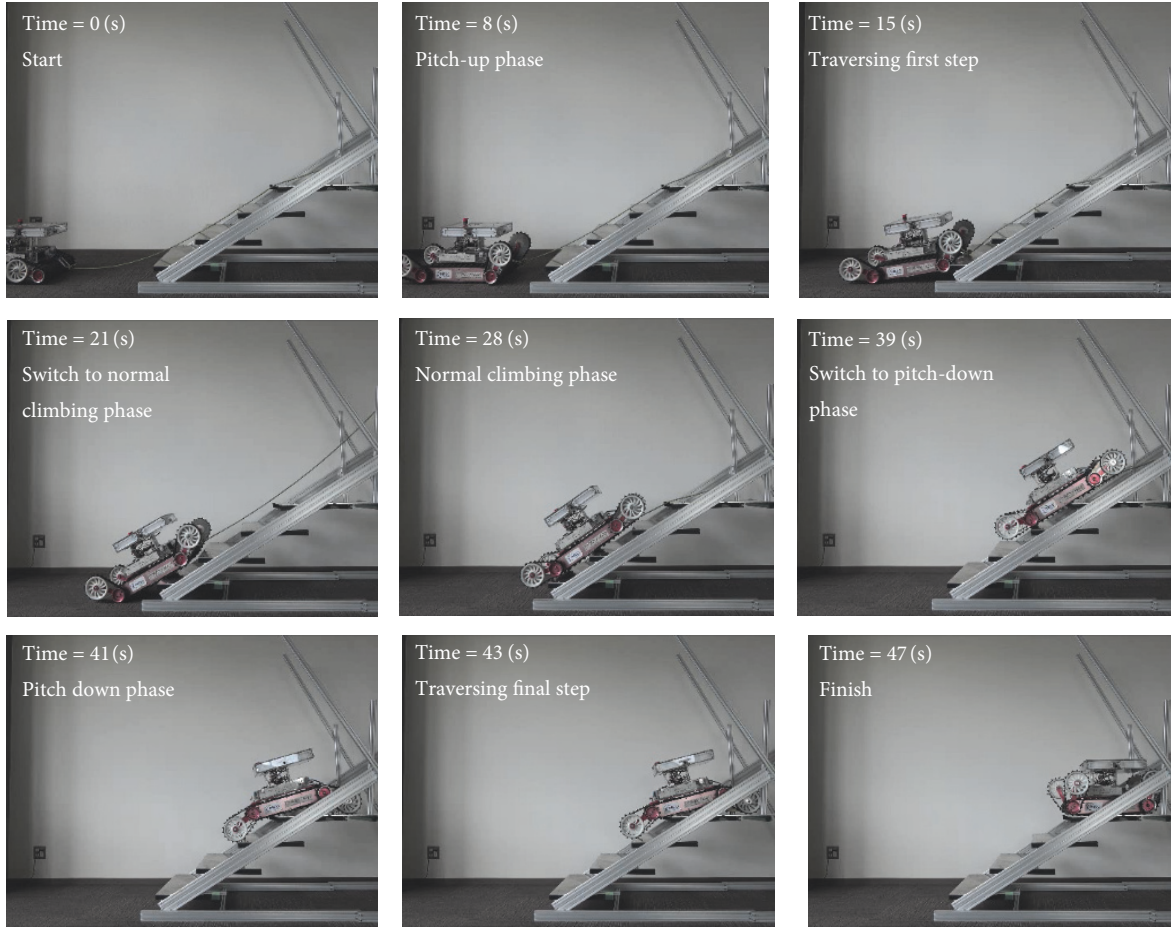 Time = 0 (s)
Start
Time = 8 (s)
Pitch-up phase
Time = 15 (s)
Traversing first step
Time = 21 (s)
Switch to normal
climbing phase
Time = 28 (s)
Normal climbing phase
Time = 39 (s)
Switch to pitch-down
phase
Time = 41 (s)
Pitch down phase
Time = 43 (s)
Traversing final step
Time = 47 (s)
Finish